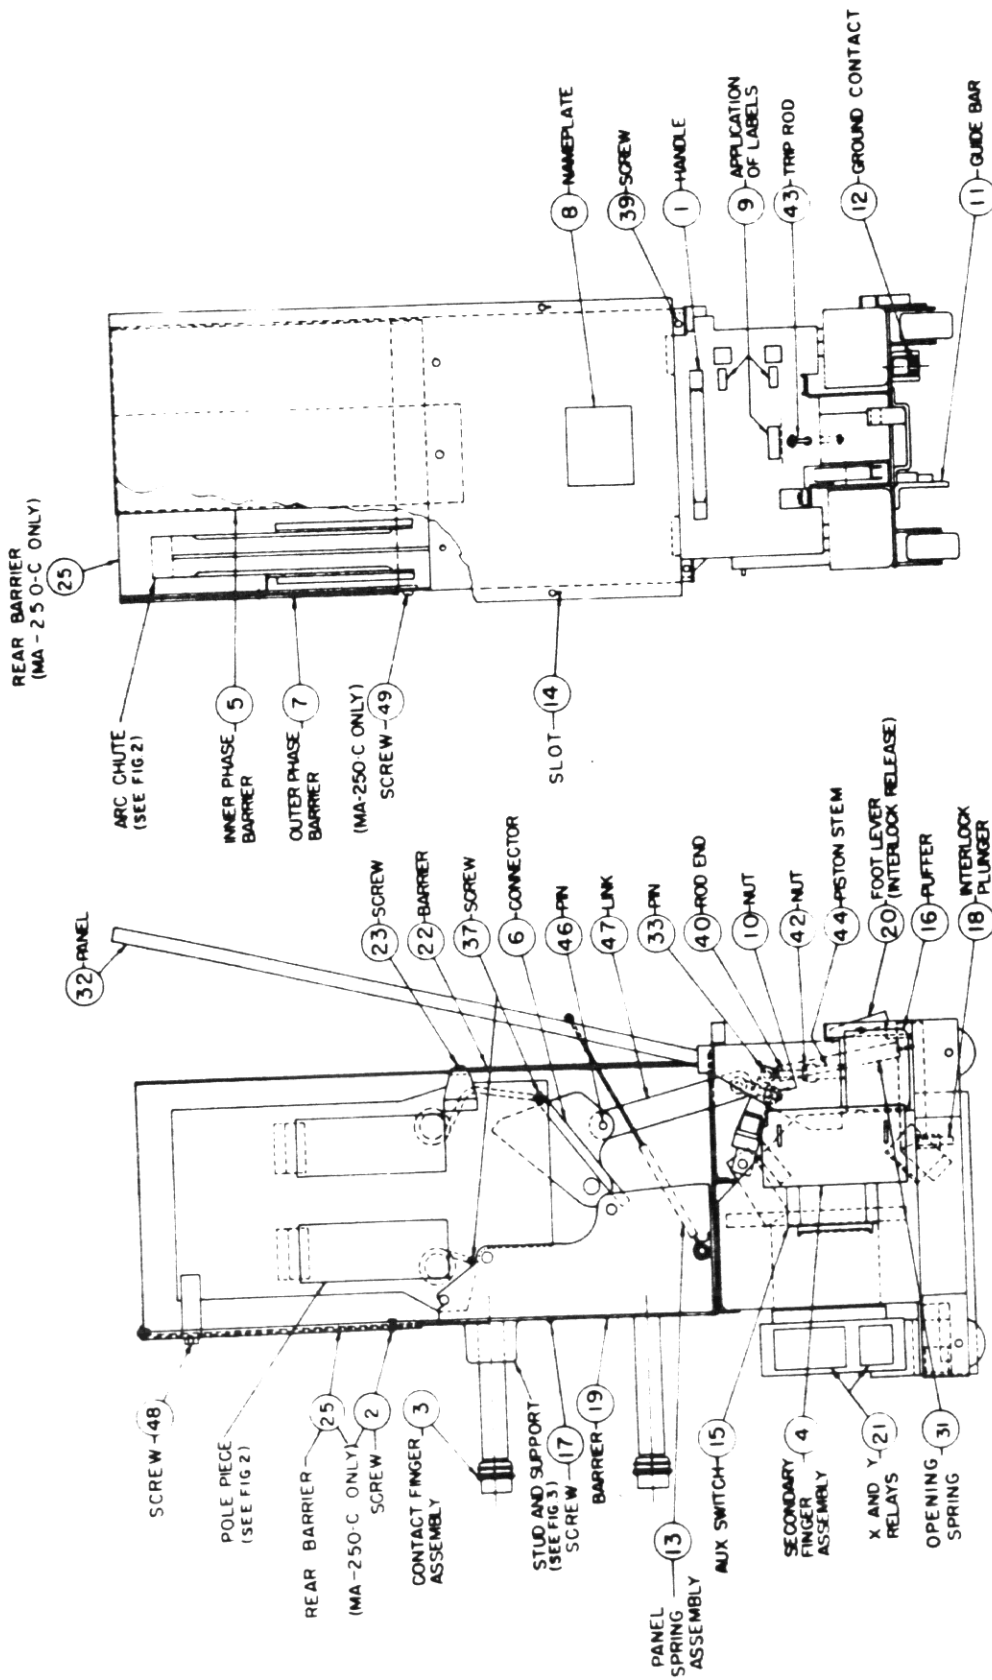 REAR BARRIER
(MA-250-C ONLY)
25
ARC CHUTE
(SEE FIG 2)
INNER PHASE
BARRIER
5
OUTER PHASE
BARRIER
7
(MA-250-C ONLY)
SCREW 49
SLOT 14
8 NAMEPLATE
39 SCREW
1 HANDLE
9 APPLICATION
OF LABELS
43 TRIP ROD
12 GROUND CONTACT
11 GUIDE BAR
SCREW 48
POLE PIECE
(SEE FIG 2)
REAR BARRIER 25
(MA-250-C ONLY)
SCREW 2
CONTACT FINGER 3
ASSEMBLY
STUD AND SUPPORT
(SEE FIG 3)
SCREW 17
BARRIER 19
PANEL
SPRING 13
ASSEMBLY
AUX SWITCH 15
SECONDARY
FINGER 4
ASSEMBLY
X AND Y
RELAYS 21
OPENING
SPRING 31
32 PANEL
23 SCREW
22 BARRIER
37 SCREW
6 CONNECTOR
46 PIN
47 LINK
33 PIN
40 ROD END
10 NUT
42 NUT
44 PISTON STEM
20 FOOT LEVER
(INTERLOCK RELEASE)
16 PUFFER
18 INTERLOCK
PLUNGER